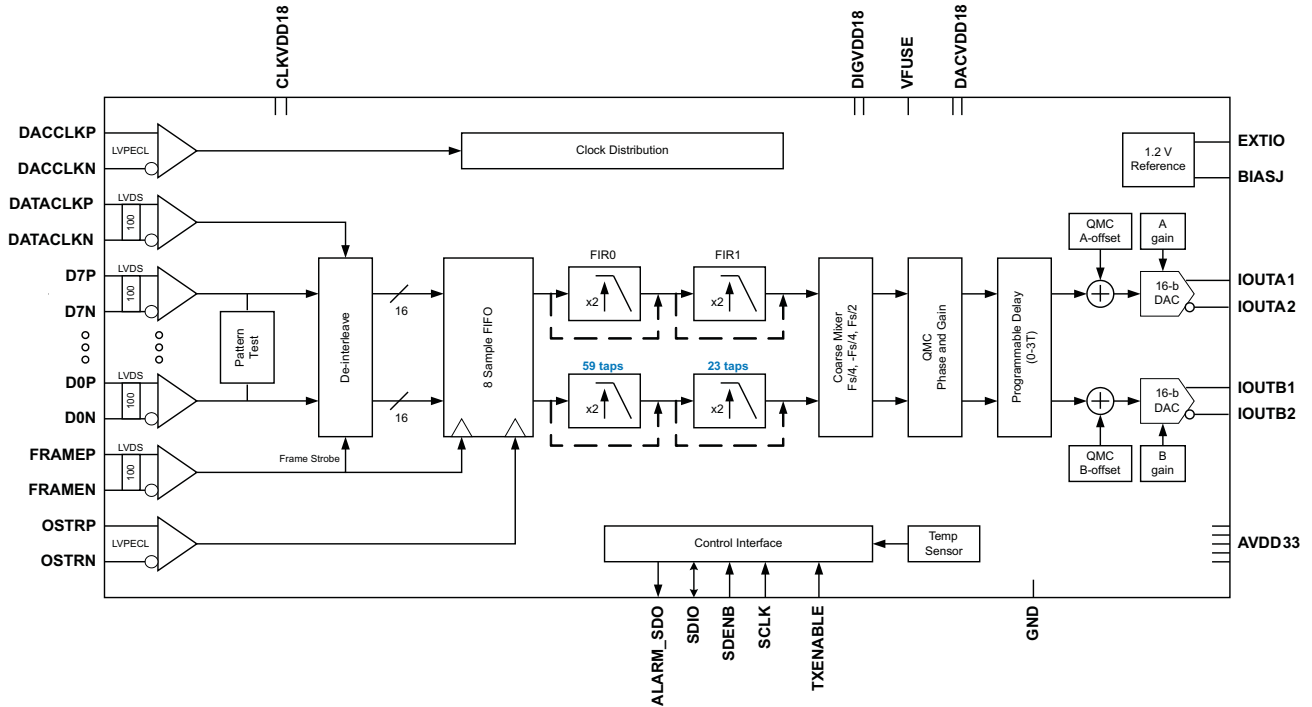 CLKVDD18
DIGVDD18
VFUSE
DACVDD18
DACCLKP
LVPECL
DACCLKN
Clock Distribution
1.2 V
Reference
EXTIO
BIASJ
DATACLKP
LVDS
100
DATACLKN
D7P
LVDS
100
D7N
Pattern
Test
D0P
LVDS
100
D0N
FRAMEP
LVDS
100
FRAMEN
Frame Strobe
OSTRP
LVPECL
OSTRN
De-interleave
16
16
8 Sample FIFO
FIR0
x2
FIR1
x2
59 taps
x2
23 taps
x2
Coarse Mixer
Fs/4, -Fs/4, Fs/2
QMC
Phase and Gain
Programmable Delay
(0-3T)
QMC
A-offset
A
gain
16-b
DAC
IOUTA1
IOUTA2
16-b
DAC
IOUTB1
IOUTB2
QMC
B-offset
B
gain
Control Interface
Temp
Sensor
AVDD33
ALARM_SDO
SDIO
SDENB
SCLK
TXENABLE
GND